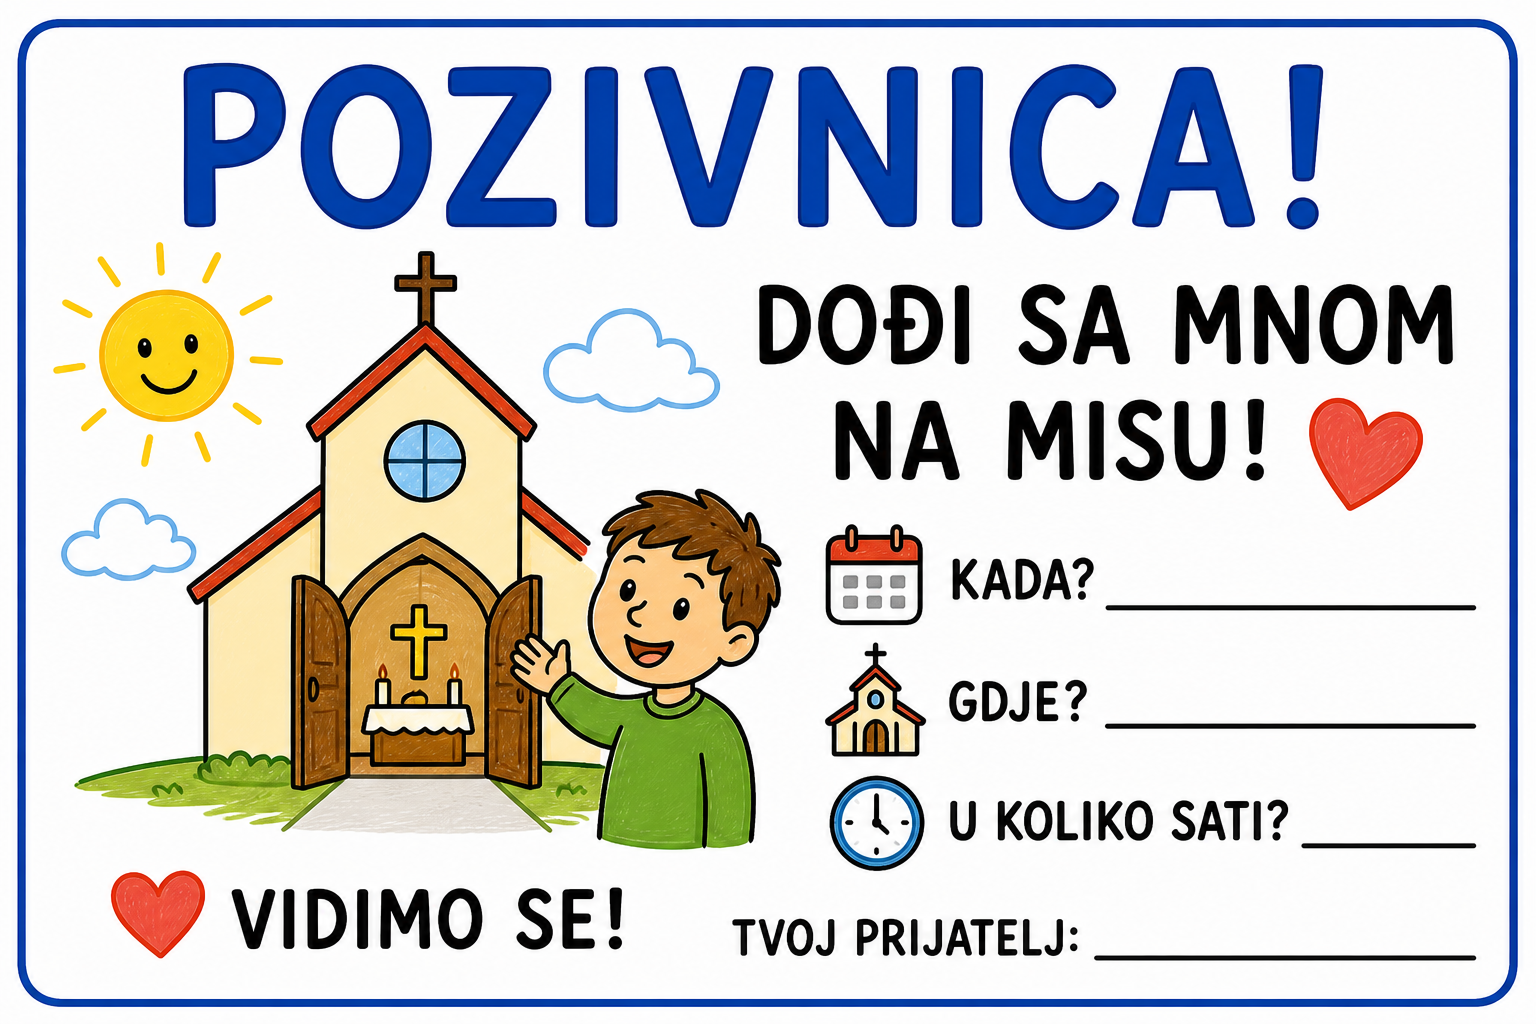 POZIVNICA!
DOĐI SA MNOM
NA MISU!
KADA?
GDJE?
U KOLIKO SATI?
VIDIMO SE!
TVOJ PRIJATELJ: